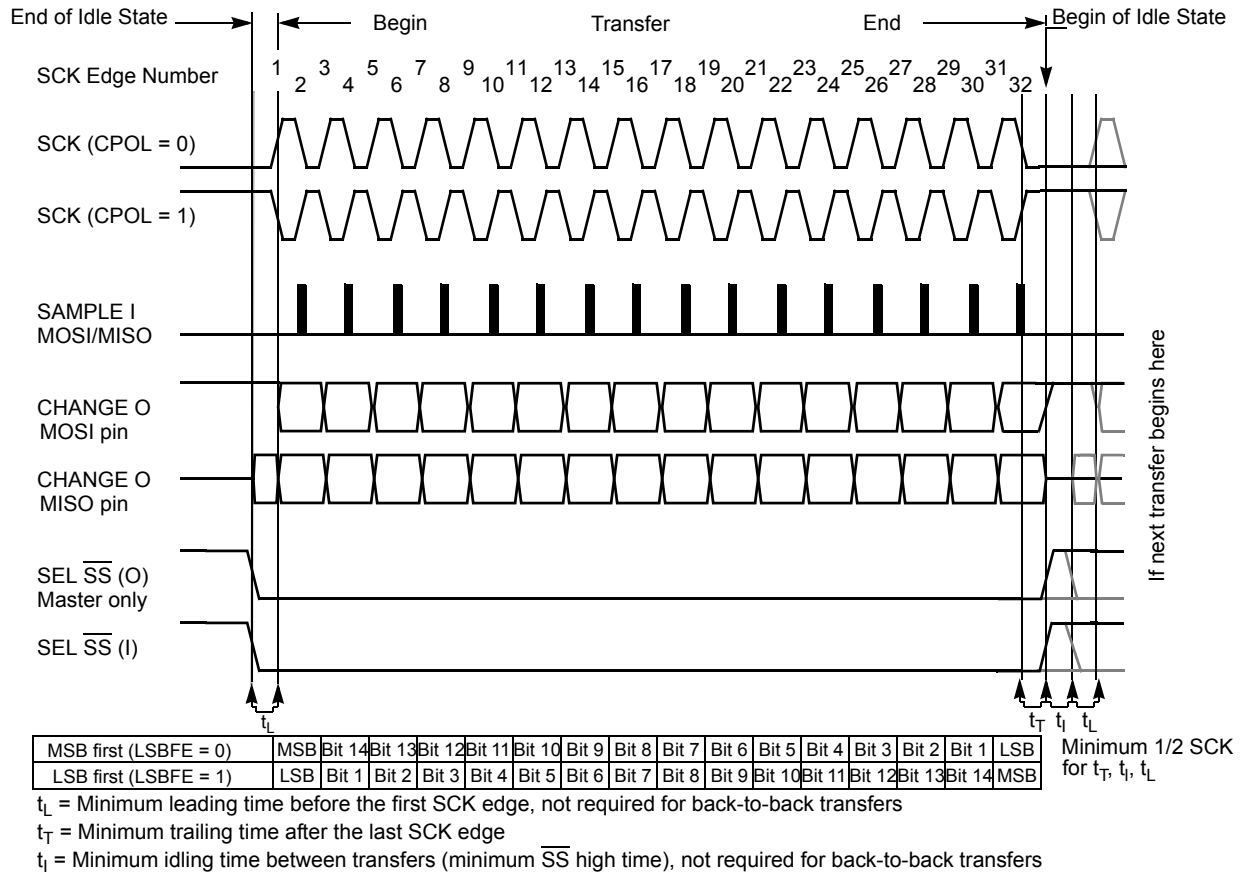 End of Idle State
Begin
Transfer
End
Begin of Idle State
SCK Edge Number
1 2 3 4 5 6 7 8 9 10 11 12 13 14 15 16 17 18 19 20 21 22 23 24 25 26 27 28 29 30 31 32
SCK (CPOL = 0)
SCK (CPOL = 1)
SAMPLE I
MOSI/MISO
CHANGE O
MOSI pin
CHANGE O
MISO pin
SEL SS (O)
Master only
SEL SS (I)
If next transfer begins here
tL
tT tI tL
MSB first (LSBFE = 0) MSB Bit 14 Bit 13 Bit 12 Bit 11 Bit 10 Bit 9 Bit 8 Bit 7 Bit 6 Bit 5 Bit 4 Bit 3 Bit 2 Bit 1 LSB
LSB first (LSBFE = 1) LSB Bit 1 Bit 2 Bit 3 Bit 4 Bit 5 Bit 6 Bit 7 Bit 8 Bit 9 Bit 10 Bit 11 Bit 12 Bit 13 Bit 14 MSB
Minimum 1/2 SCK
for tT, tI, tL
tL = Minimum leading time before the first SCK edge, not required for back-to-back transfers
tT = Minimum trailing time after the last SCK edge
tI = Minimum idling time between transfers (minimum SS high time), not required for back-to-back transfers